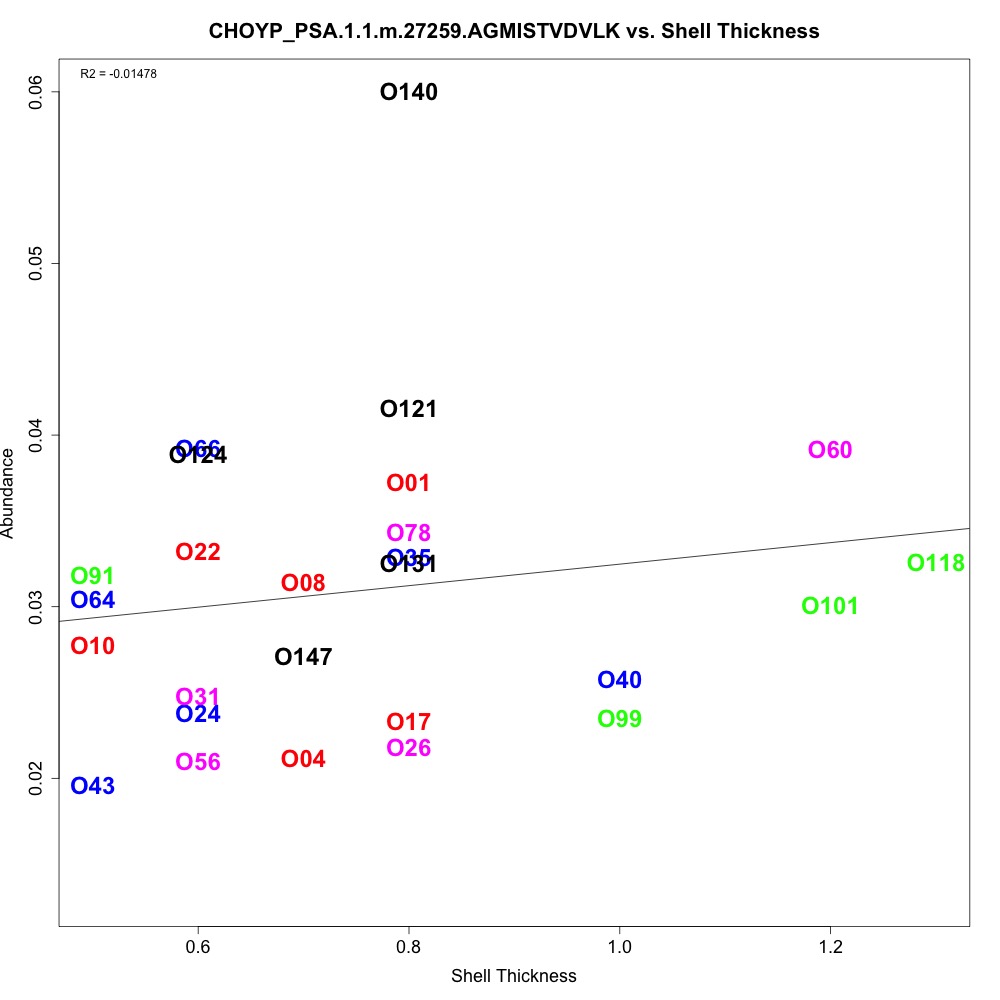 CHOYP_PSA.1.1.m.27259.AGMISTVDVLK vs. Shell Thickness
R2 = -0.01478
O140
O121
O66
O124
O60
O01
O78
O22
O35
O131
O118
O91
O08
O64
O101
O10
O147
O31
O40
O24
O99
O17
O26
O56
O04
O43
Abundance
0.06
0.05
0.04
0.03
0.02
0.6 0.8 1.0 1.2
Shell Thickness